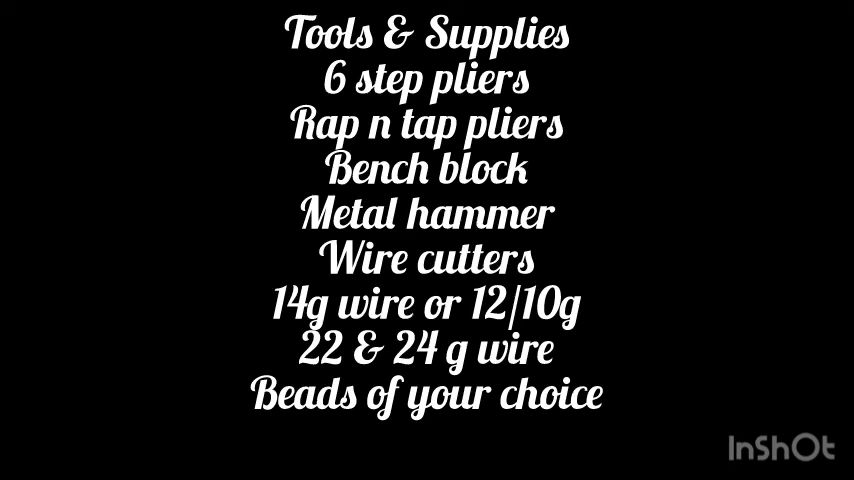 Tools & Supplies
6 step pliers
Rap n tap pliers
Bench block
Metal hammer
Wire cutters
14g wire or 12/10g
22 & 24 g wire
Beads of your choice
InShOt